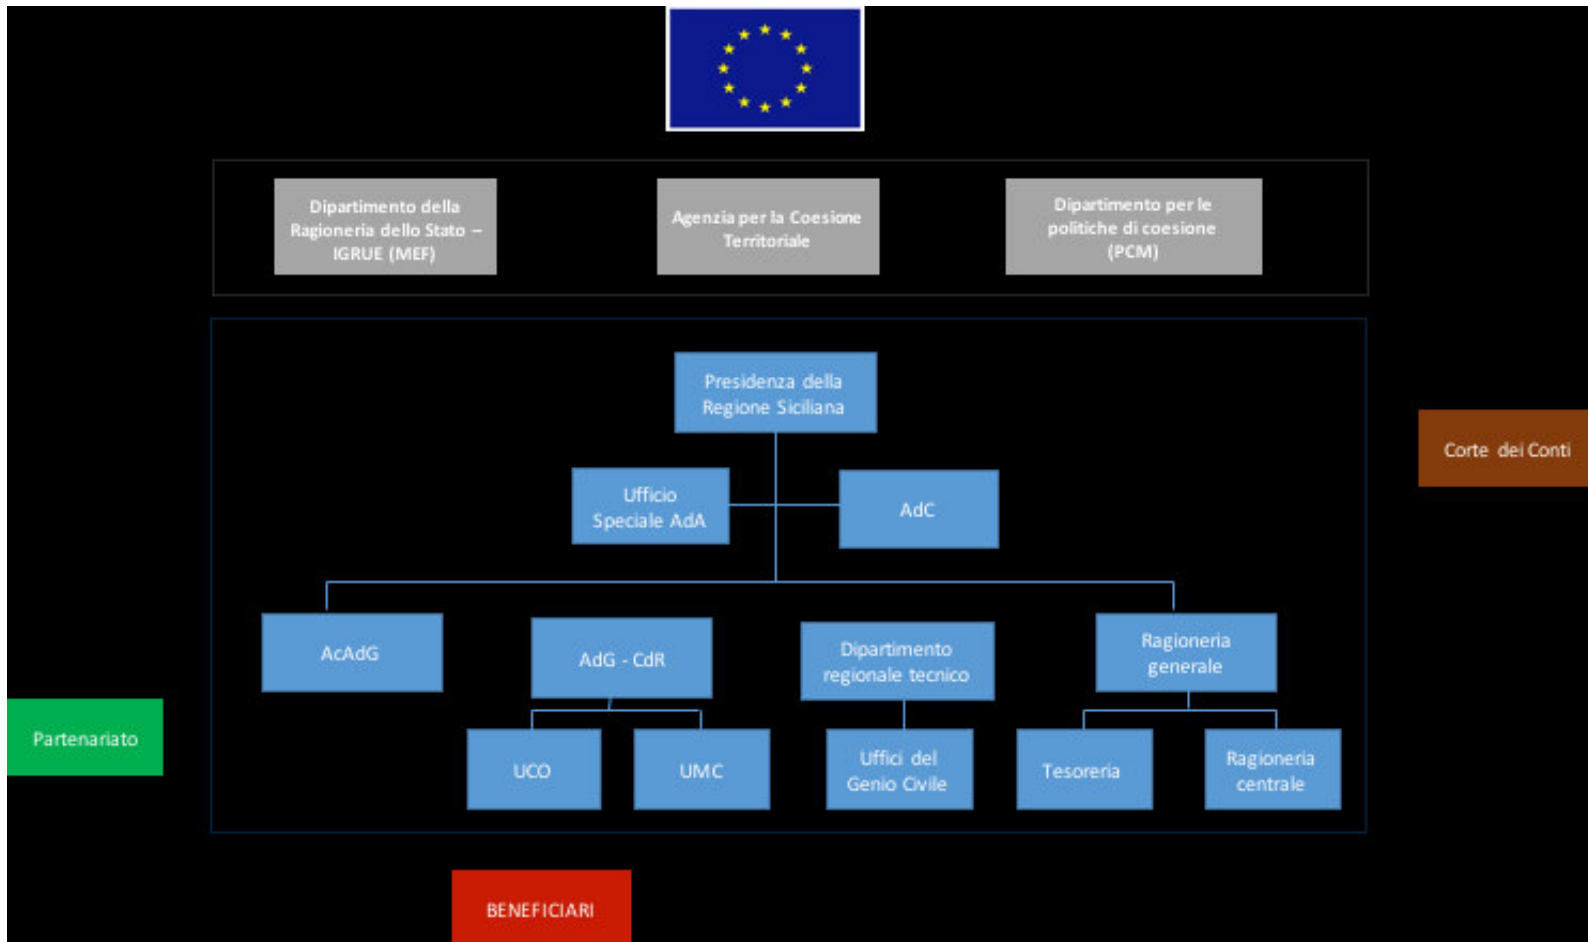 Dipartimento della
Ragioneria dello Stato –
IGRUE (MEF)
Agenzia per la Coesione
Territoriale
Dipartimento per le
politiche di coesione
(PCM)
Presidenza della
Regione Siciliana
Corte dei Conti
Ufficio
Speciale AdA
AdC
AcAdG
AdG - CdR
Dipartimento
regionale tecnico
Ragioneria
generale
Partenariato
UCO
UMC
Uffici del
Genio Civile
Tesoreria
Ragioneria
centrale
BENEFICIARI